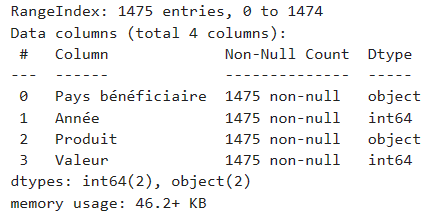 RangeIndex: 1475 entries, 0 to 1474
Data columns (total 4 columns):
 #   Column            Non-Null Count  Dtype
---  ------            --------------  -----
 0   Pays bénéficiaire  1475 non-null   object
 1   Année             1475 non-null   int64
 2   Produit           1475 non-null   object
 3   Valeur            1475 non-null   int64
dtypes: int64(2), object(2)
memory usage: 46.2+ KB